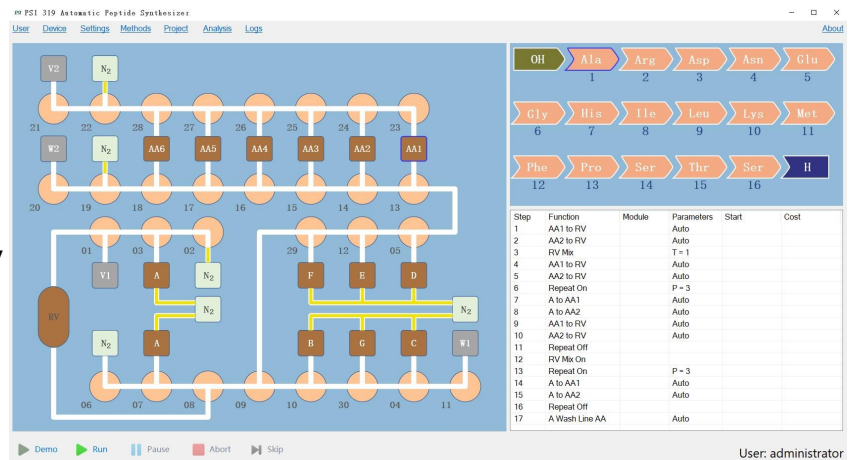 PSI PSI 319 Automatic Peptide Synthesizer
User Device Settings Methods Project Analysis Logs About
V2 N2
21 22 28 27 26 25 24 23
W2 N2 AA6 AA5 AA4 AA3 AA2 AA1
20 19 18 17 16 15 14 13
01 03 02 29 12 05
V1 A N2 F E D
RV N2 N2
N2 A B G C W1
06 07 08 09 10 30 04 11
OH Ala Arg Asp Asn Glu
1 2 3 4 5
Gly His Ile Leu Lys Met
6 7 8 9 10 11
Phe Pro Ser Thr Ser H
12 13 14 15 16
Step Function Module Parameters Start Cost
1 AA1 to RV Auto
2 AA2 to RV Auto
3 RV Mix T = 1
4 AA1 to RV Auto
5 AA2 to RV Auto
6 Repeat On P = 3
7 A to AA1 Auto
8 A to AA2 Auto
9 AA1 to RV Auto
10 AA2 to RV Auto
11 Repeat Off
12 RV Mix On
13 Repeat On P = 3
14 A to AA1 Auto
15 A to AA2 Auto
16 Repeat Off
17 A Wash Line AA Auto
Demo Run Pause Abort Skip
User: administrator